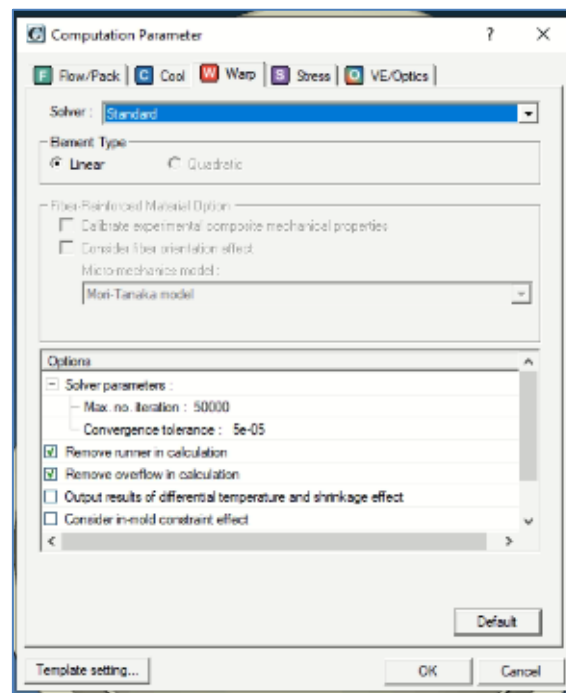 Computation Parameter
F Flow/Pack C Cool W Warp S Stress O VE/Optics
Solver : Standard
Element Type
Linear Quadratic
Fiber-Reinforced Material Option
Calibrate experimental composite mechanical properties
Consider fiber orientation effect
Micro mechanics model :
Mori-Tanaka model
Options
Solver parameters :
Max. no. iteration : 50000
Convergence tolerance : 5e-05
Remove runner in calculation
Remove overflow in calculation
Output results of differential temperature and shrinkage effect
Consider in-mold constraint effect
Default
Template setting... OK Cancel